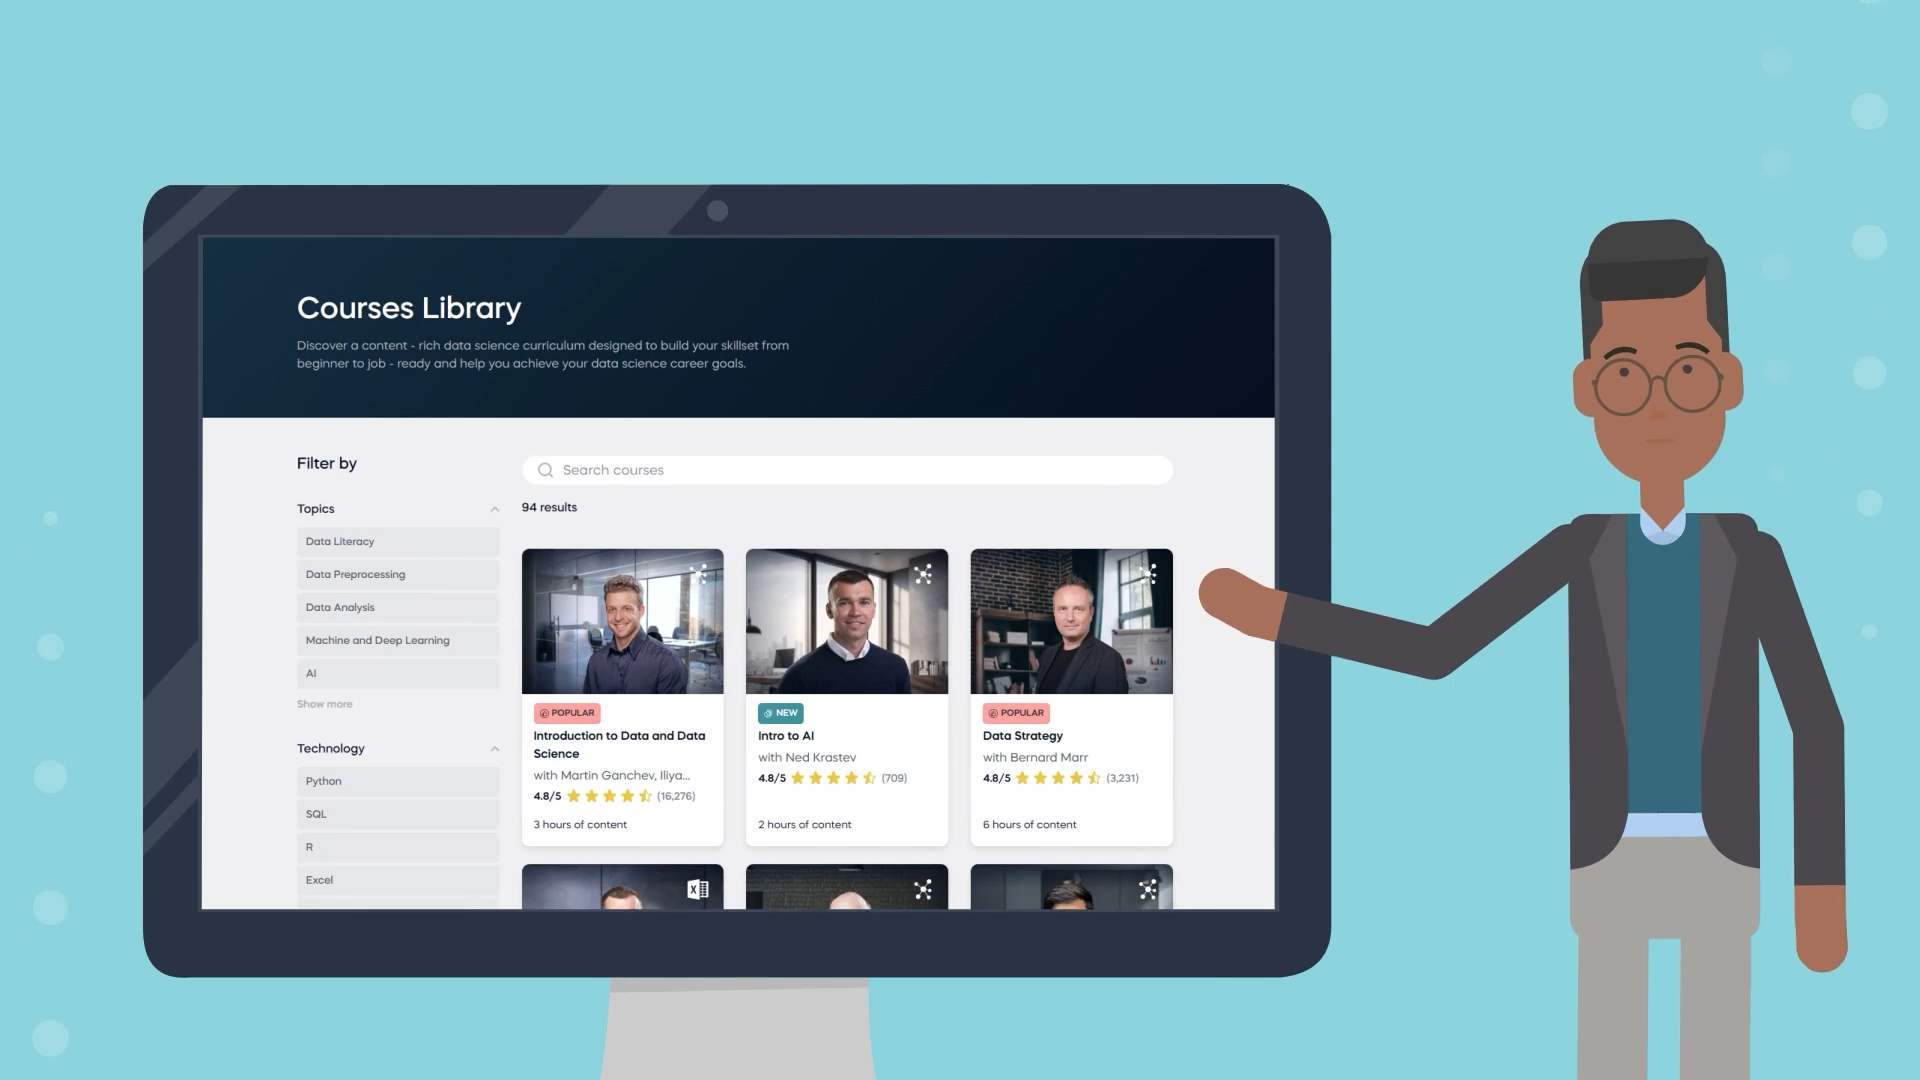 Courses Library
Discover a content - rich data science curriculum designed to build your skillset from
beginner to job - ready and help you achieve your data science career goals.
Filter by
Topics
Data Literacy
Data Preprocessing
Data Analysis
Machine and Deep Learning
AI
Show more
Technology
Python
SQL
R
Excel
Search courses
94 results
POPULAR
Introduction to Data and Data
Science
with Martin Ganchev, Iliya...
4.8/5 (16,276)
3 hours of content
NEW
Intro to AI
with Ned Krastev
4.8/5 (709)
2 hours of content
POPULAR
Data Strategy
with Bernard Marr
4.8/5 (3,231)
6 hours of content
X